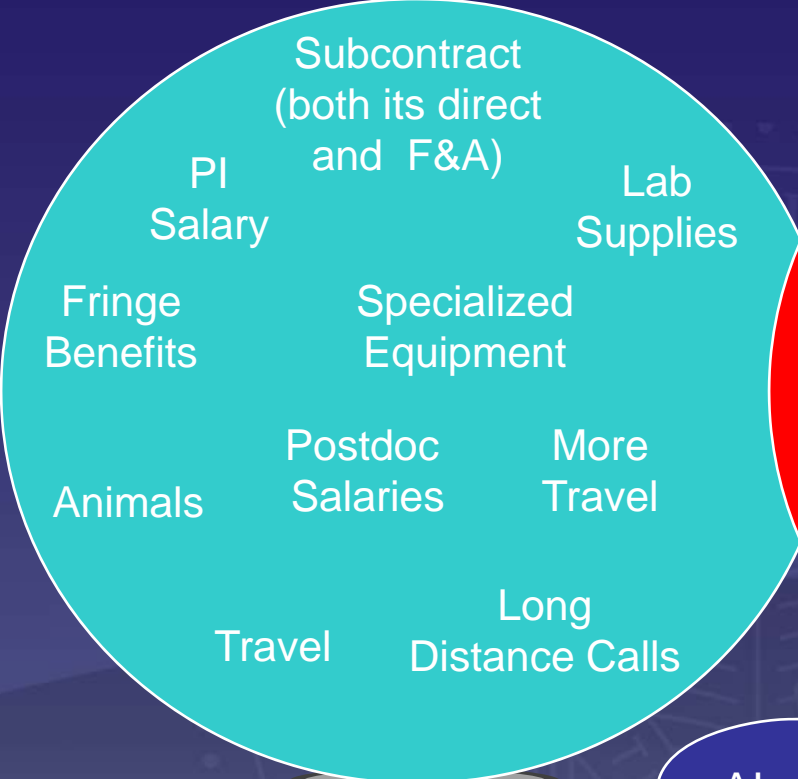 Subcontract
(both its direct
and F&A)
PI
Salary
Lab
Supplies
Fringe
Benefits
Specialized
Equipment
Postdoc
Salaries
More
Travel
Animals
Long
Distance Calls
Travel